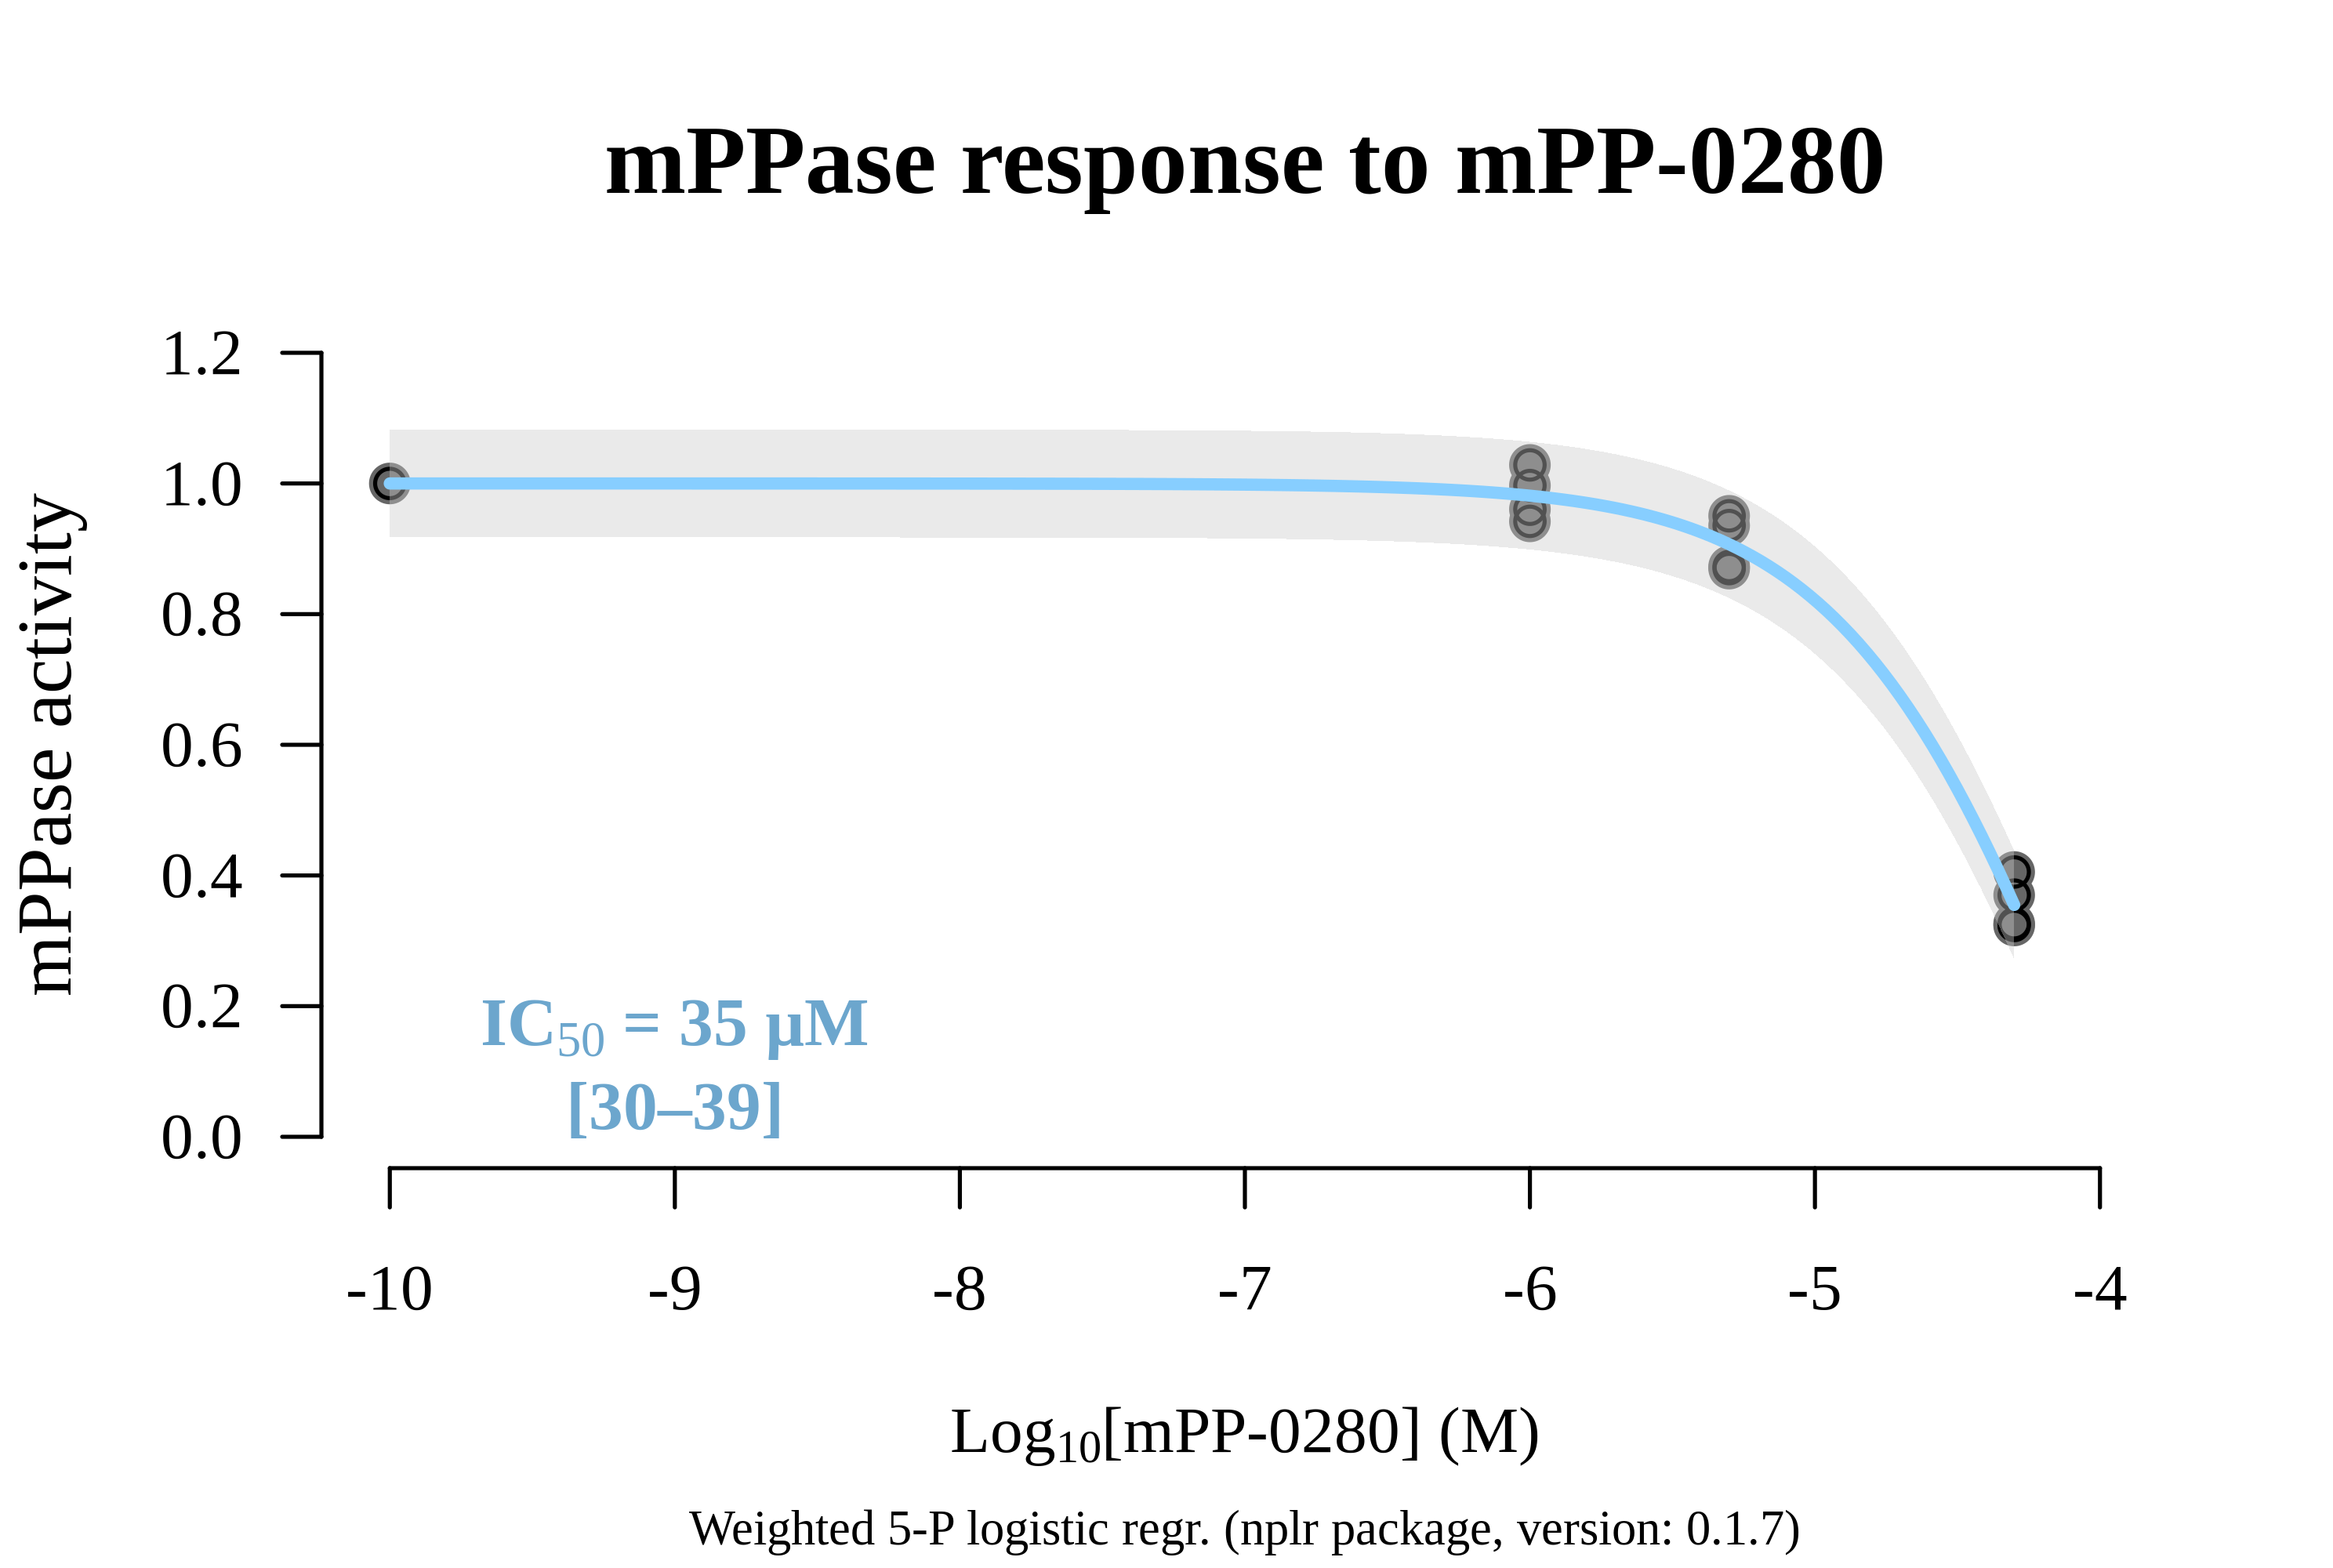 mPPase response to mPP-0280
mPPase activity
1.2
1.0
0.8
0.6
0.4
0.2
0.0
IC50 = 35 µM
[30–39]
-10 -9 -8 -7 -6 -5 -4
Log10[mPP-0280] (M)
Weighted 5-P logistic regr. (nplr package, version: 0.1.7)